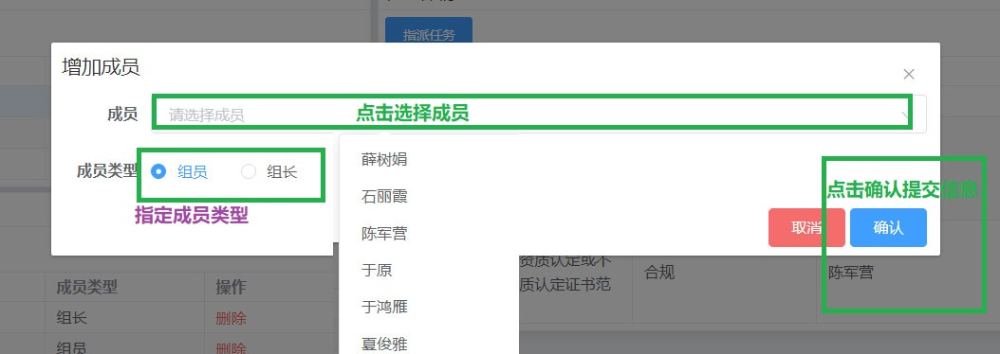 指派任务
增加成员
成员
请选择成员
点击选择成员
薛树娟
成员类型
组员
组长
石丽霞
点击确认提交信息
指定成员类型
陈军营
取消
确认
资质认定或不
于原
合规
陈军营
质认定证书范
成员类型
操作
于鸿雁
组长
删除
夏俊雅
组员
删除